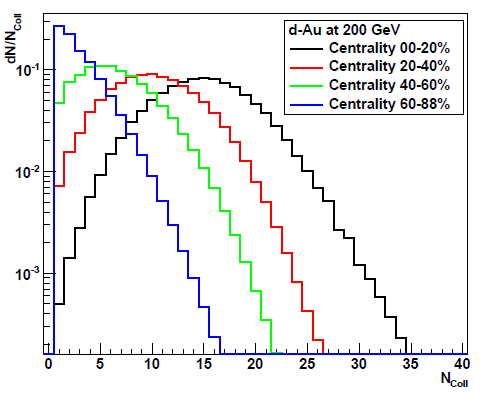 dN/N_Coll
d-Au at 200 GeV
Centrality 00-20%
Centrality 20-40%
Centrality 40-60%
Centrality 60-88%
10^-1
10^-2
10^-3
0 5 10 15 20 25 30 35 40
N_Coll